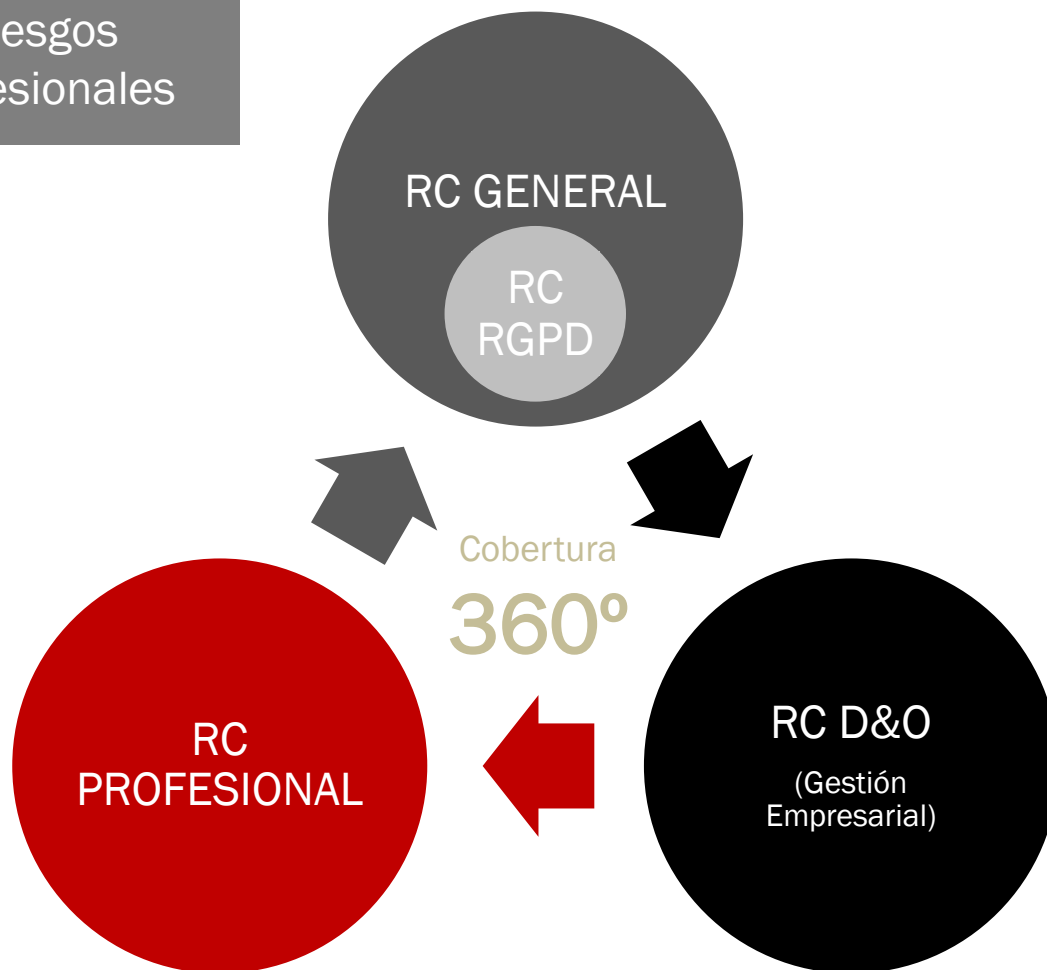 esgos
esionales
RC GENERAL
RC
RGPD
Cobertura
360º
RC
PROFESIONAL
RC D&O
(Gestión
Empresarial)